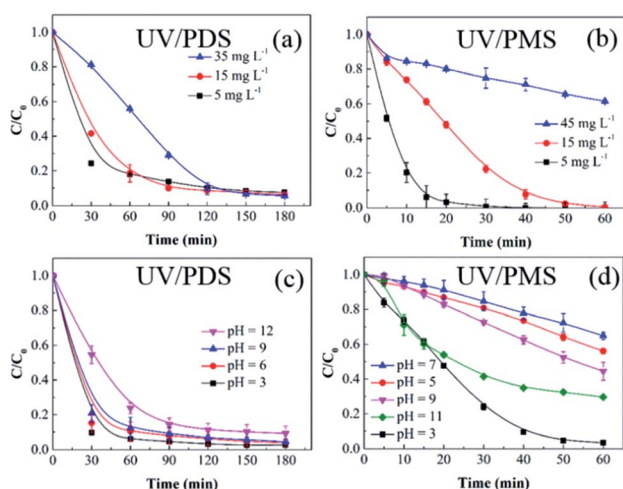 UV/PDS (a)
35 mg L⁻¹
15 mg L⁻¹
5 mg L⁻¹
C/C₀
1.0
0.8
0.6
0.4
0.2
0.0
0 30 60 90 120 150 180
Time (min)
UV/PMS (b)
45 mg L⁻¹
15 mg L⁻¹
5 mg L⁻¹
C/C₀
1.0
0.8
0.6
0.4
0.2
0.0
0 10 20 30 40 50 60
Time (min)
UV/PDS (c)
pH = 12
pH = 9
pH = 6
pH = 3
C/C₀
1.0
0.8
0.6
0.4
0.2
0.0
0 30 60 90 120 150 180
Time (min)
UV/PMS (d)
pH = 7
pH = 5
pH = 9
pH = 11
pH = 3
C/C₀
1.0
0.8
0.6
0.4
0.2
0.0
0 10 20 30 40 50 60
Time (min)